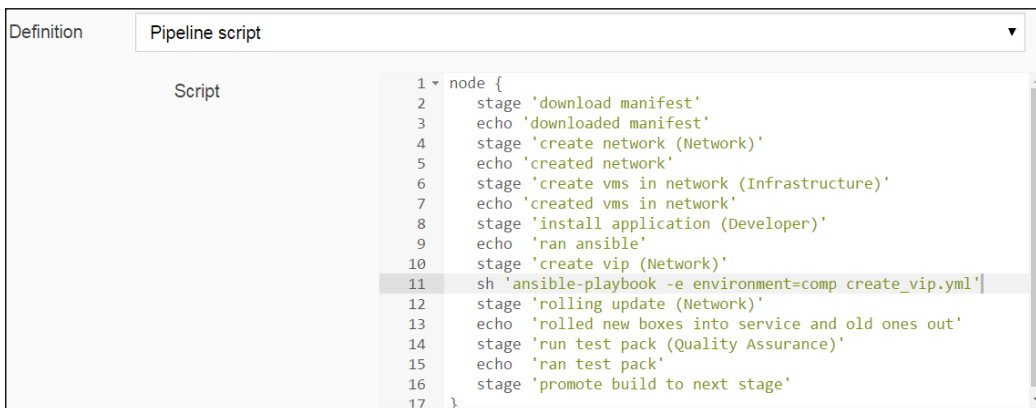 Definition
Pipeline script
Script
1 node {
2 stage 'download manifest'
3 echo 'downloaded manifest'
4 stage 'create network (Network)'
5 echo 'created network'
6 stage 'create vms in network (Infrastructure)'
7 echo 'created vms in network'
8 stage 'install application (Developer)'
9 echo  'ran ansible'
10 stage 'create vip (Network)'
11 sh 'ansible-playbook -e environment=comp create_vip.yml'
12 stage 'rolling update (Network)'
13 echo 'rolled new boxes into service and old ones out'
14 stage 'run test pack (Quality Assurance)'
15 echo  'ran test pack'
16 stage 'promote build to next stage'
17 }